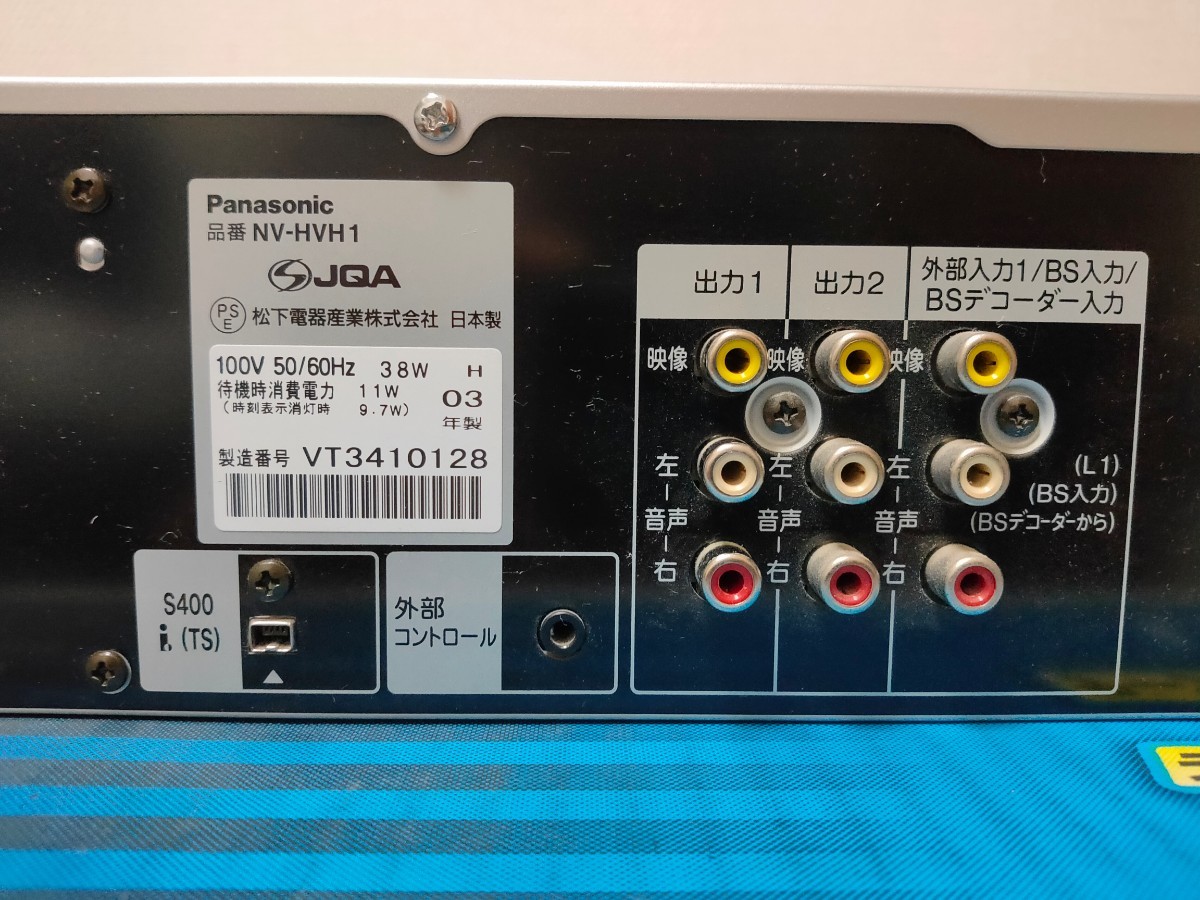 Panasonic
品番 NV-HVH1
JQA
PS
E
松下電器産業株式会社 日本製
100V 50/60Hz 38W H
待機時消費電力 11W
(時刻表示消灯時 9.7W)
03
年製
製造番号 VT3410128
S400
i. (TS)
外部
コントロール
出力1
出力2
外部入力1/BS入力/
BSデコーダー入力
映像
映像
映像
左
音声
右
左
音声
右
左
音声
右
(L1)
(BS入力)
(BSデコーダーから)